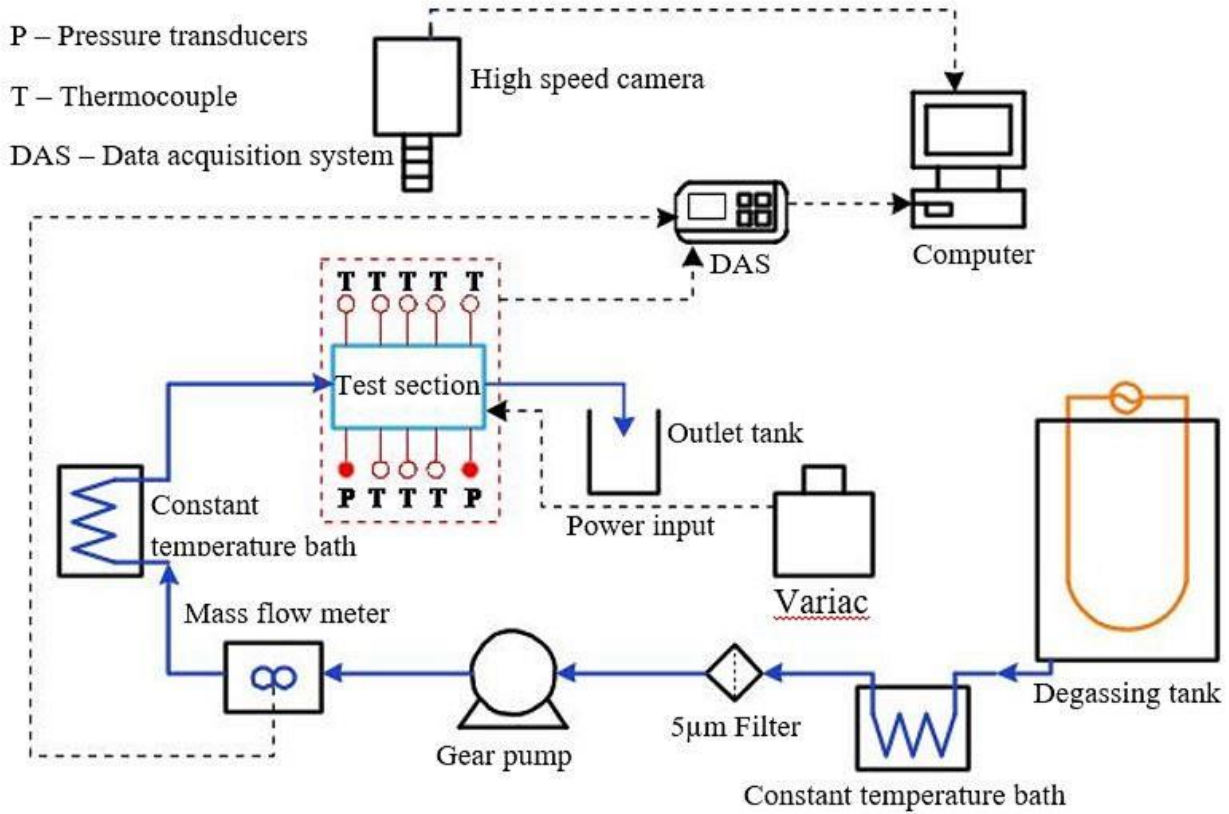 P – Pressure transducers
T – Thermocouple
DAS – Data acquisition system
High speed camera
Computer
DAS
T T T T T
Test section
P T T T P
Outlet tank
Power input
Variac
Constant
temperature bath
Mass flow meter
Gear pump
5µm Filter
Constant temperature bath
Degassing tank